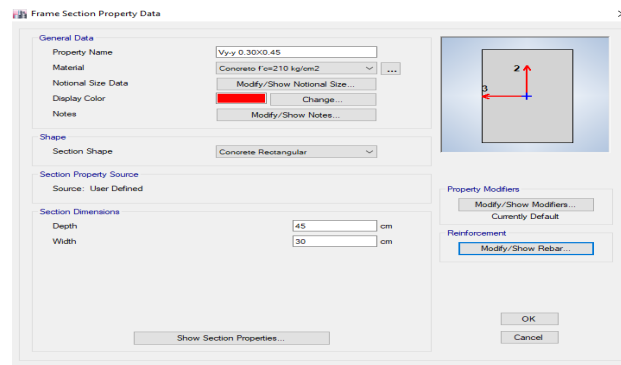 Frame Section Property Data
General Data
Property Name Vy-y 0.30X0.45
Material Concreto f'c=210 kg/cm2 ...
Notional Size Data Modify/Show Notional Size...
Display Color Change...
Notes Modify/Show Notes...
2
3
Shape
Section Shape Concrete Rectangular
Section Property Source
Source: User Defined
Property Modifiers
Modify/Show Modifiers...
Currently Default
Section Dimensions
Depth 45 cm
Width 30 cm
Reinforcement
Modify/Show Rebar...
Show Section Properties...
OK
Cancel